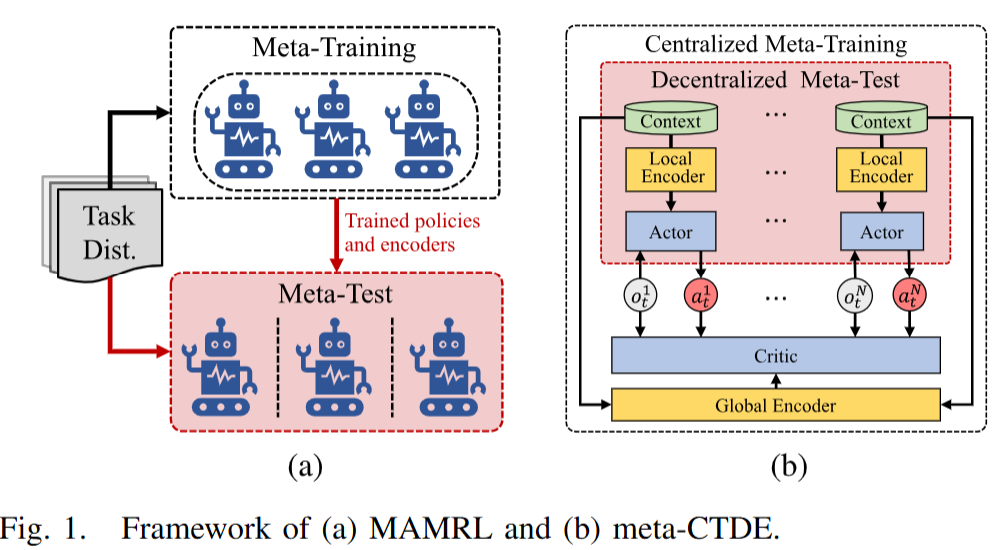 Meta-Training
Task
Dist.
Trained policies
and encoders
Meta-Test
(a)
Centralized Meta-Training
Decentralized Meta-Test
Context
...
Context
Local
Encoder
...
Local
Encoder
Actor
...
Actor
o_t^1
a_t^1
...
o_t^N
a_t^N
Critic
Global Encoder
(b)
Fig. 1. Framework of (a) MAMRL and (b) meta-CTDE.